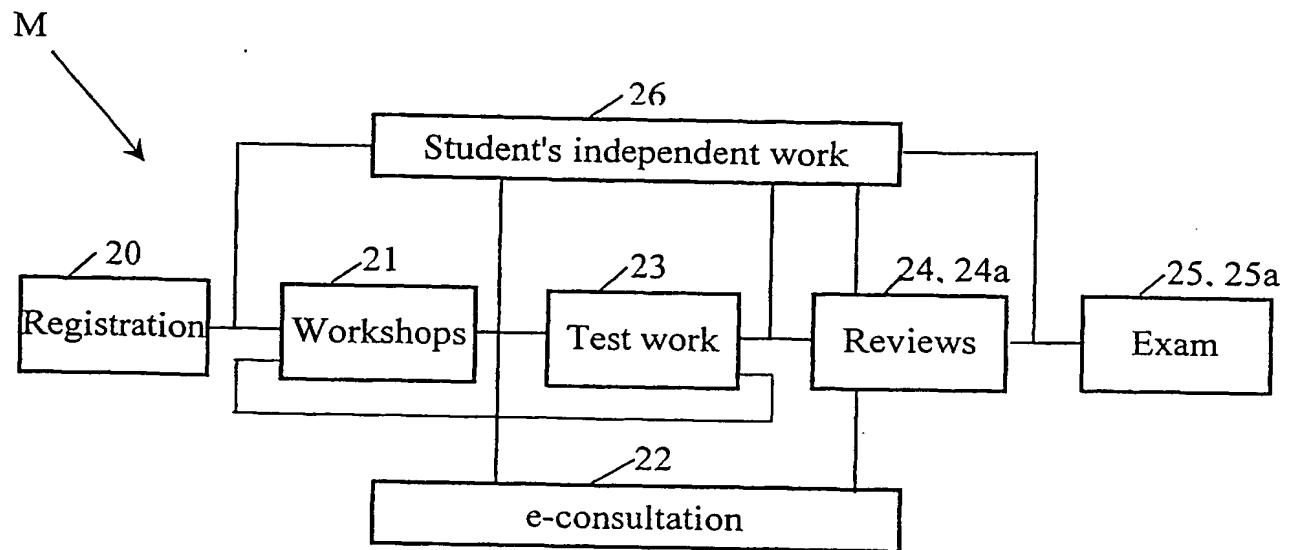 M
26
Student's independent work
20
21
23
24, 24a
25, 25a
Registration
Workshops
Test work
Reviews
Exam
22
e-consultation